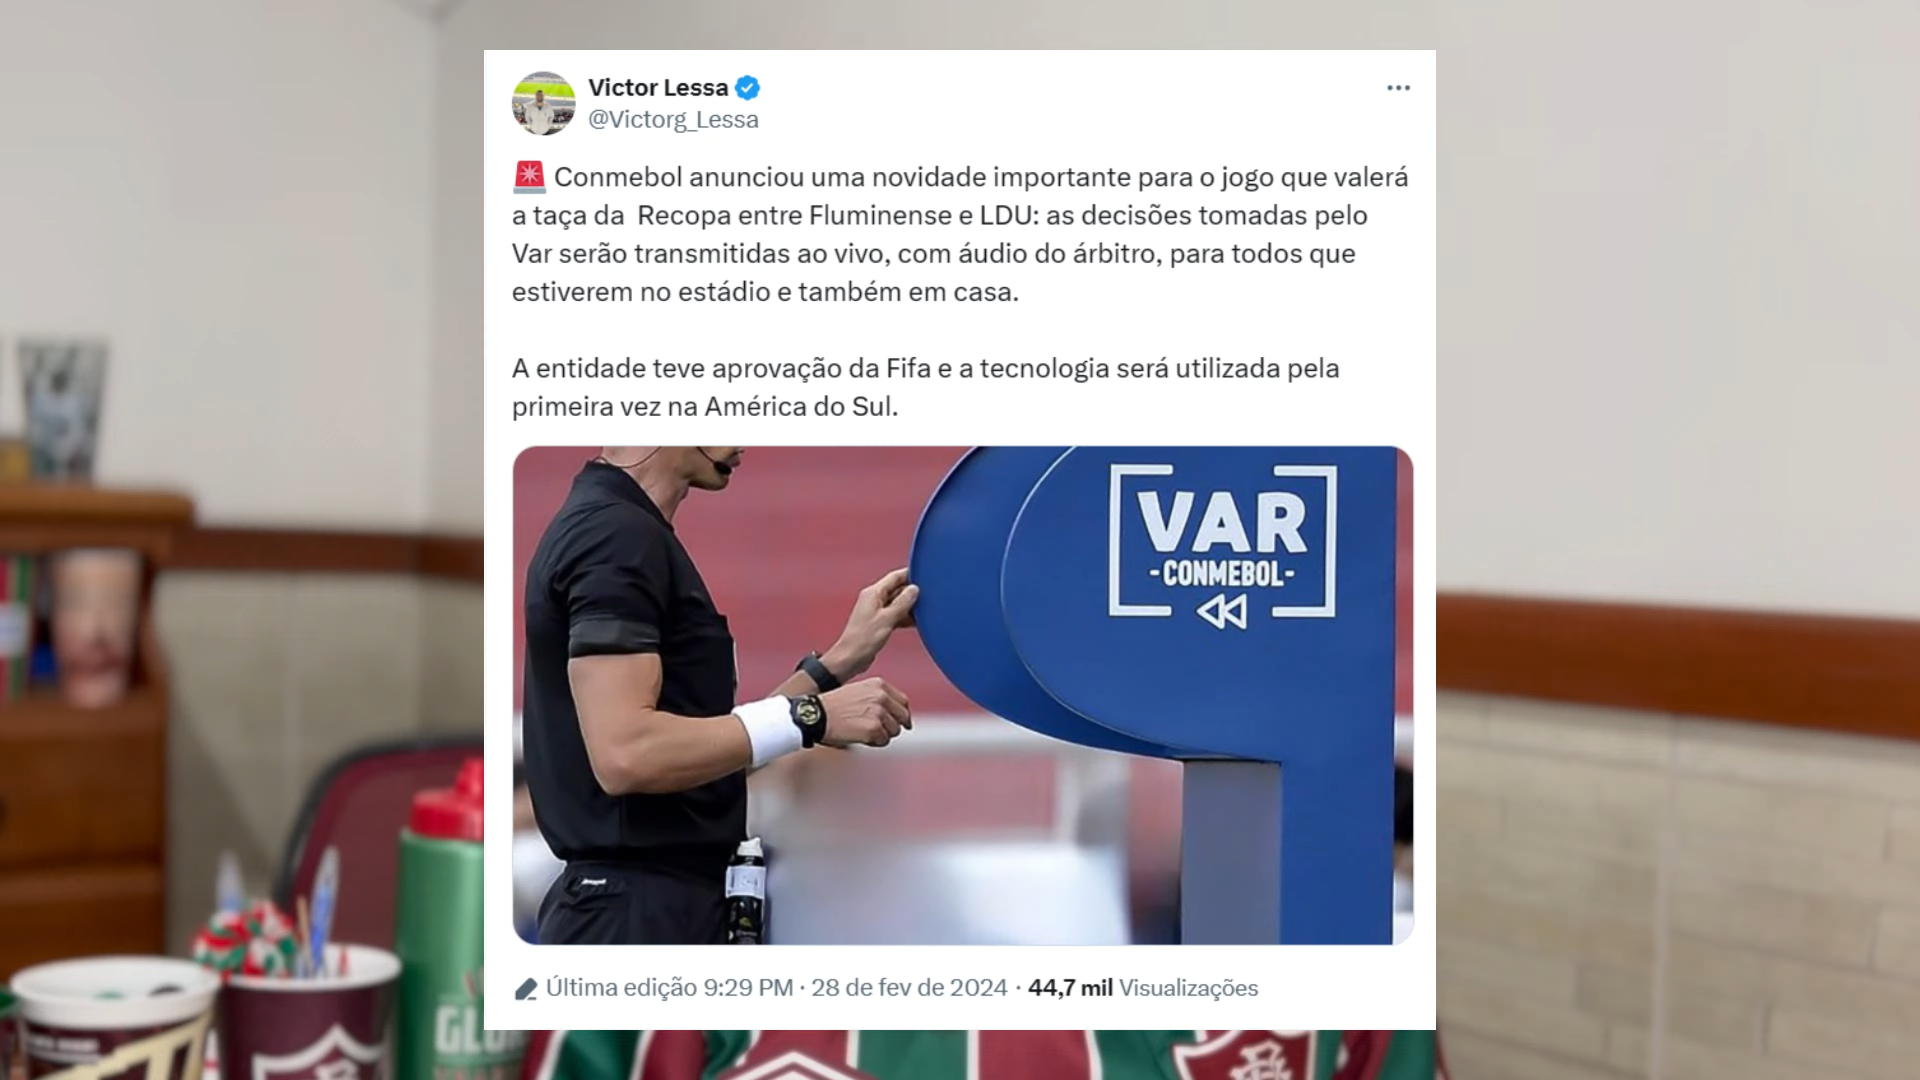 Victor Lessa
@Victorg_Lessa
Conmebol anunciou uma novidade importante para o jogo que valerá
a taça da  Recopa entre Fluminense e LDU: as decisões tomadas pelo
Var serão transmitidas ao vivo, com áudio do árbitro, para todos que
estiverem no estádio e também em casa.
A entidade teve aprovação da Fifa e a tecnologia será utilizada pela
primeira vez na América do Sul.
VAR
-CONMEBOL-
Última edição 9:29 PM · 28 de fev de 2024 · 44,7 mil Visualizações